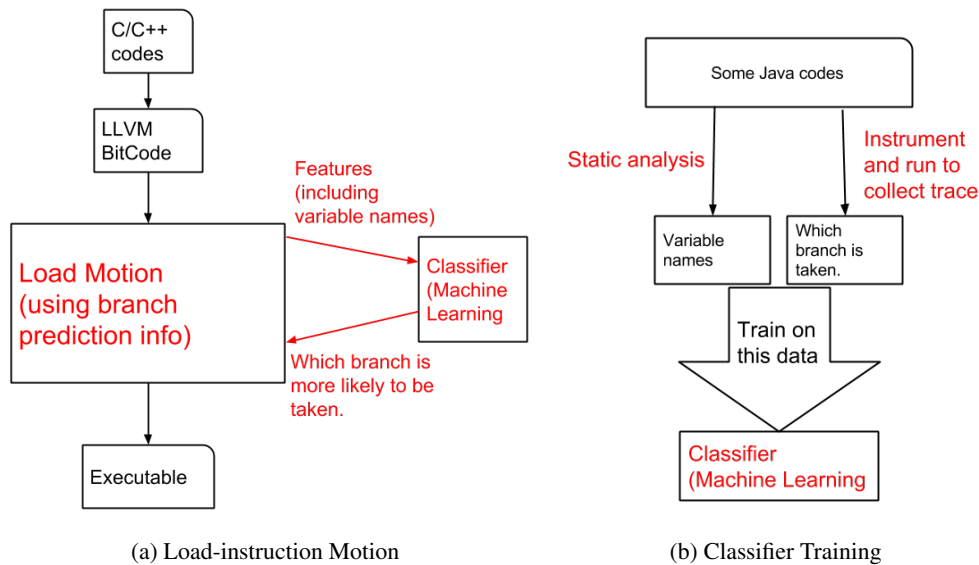 C/C++
codes
LLVM
BitCode
Features
(including
variable names)
Load Motion
(using branch
prediction info)
Classifier
(Machine
Learning
Which branch is
more likely to be
taken.
Executable
(a) Load-instruction Motion
Some Java codes
Static analysis
Instrument
and run to
collect trace
Variable
names
Which
branch is
taken.
Train on
this data
Classifier
(Machine Learning
(b) Classifier Training